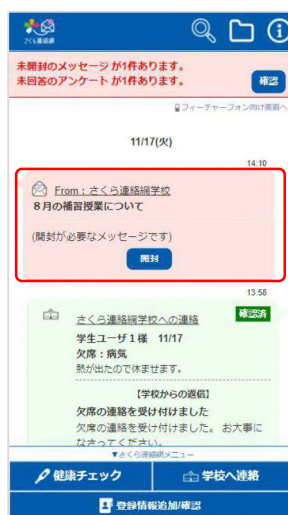 さくら連絡網
未開封のメッセージ が1件あります。
未回答のアンケート が1件あります。
確認
フィーチャーフォン向け画面へ
11/17(火)
14:10
From：さくら連絡網学校
８月の補習授業について
(開封が必要なメッセージです)
開封
13:58
さくら連絡網学校への連絡
確認済
学生ユーザ１様 11/17
欠席：病気
熱が出たので休ませます。
【学校からの返信】
欠席の連絡を受け付けました
欠席の連絡を受け付けました。 お大事に
なさってください。
▼さくら連絡網メニュー
健康チェック
学校へ連絡
登録情報追加/確認